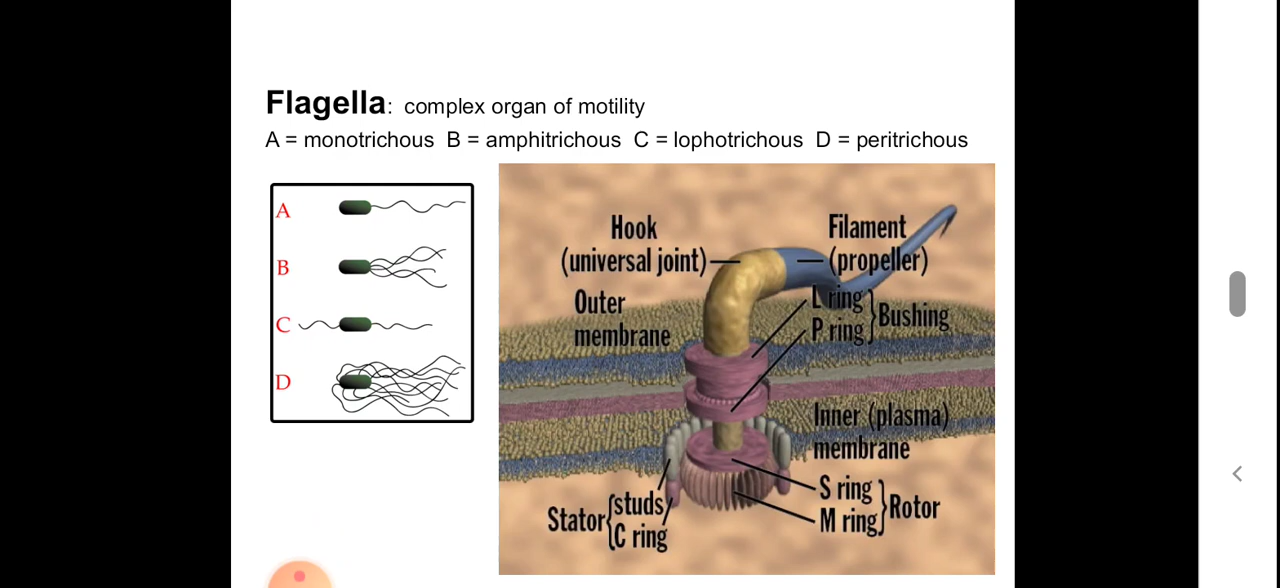 Flagella: complex organ of motility
A = monotrichous B = amphitrichous C = lophotrichous D = peritrichous
A
B
C
D
Hook
(universal joint)
Filament
(propeller)
Outer
membrane
L ring
P ring
Bushing
Inner (plasma)
membrane
S ring
M ring
Rotor
Stator
studs
C ring